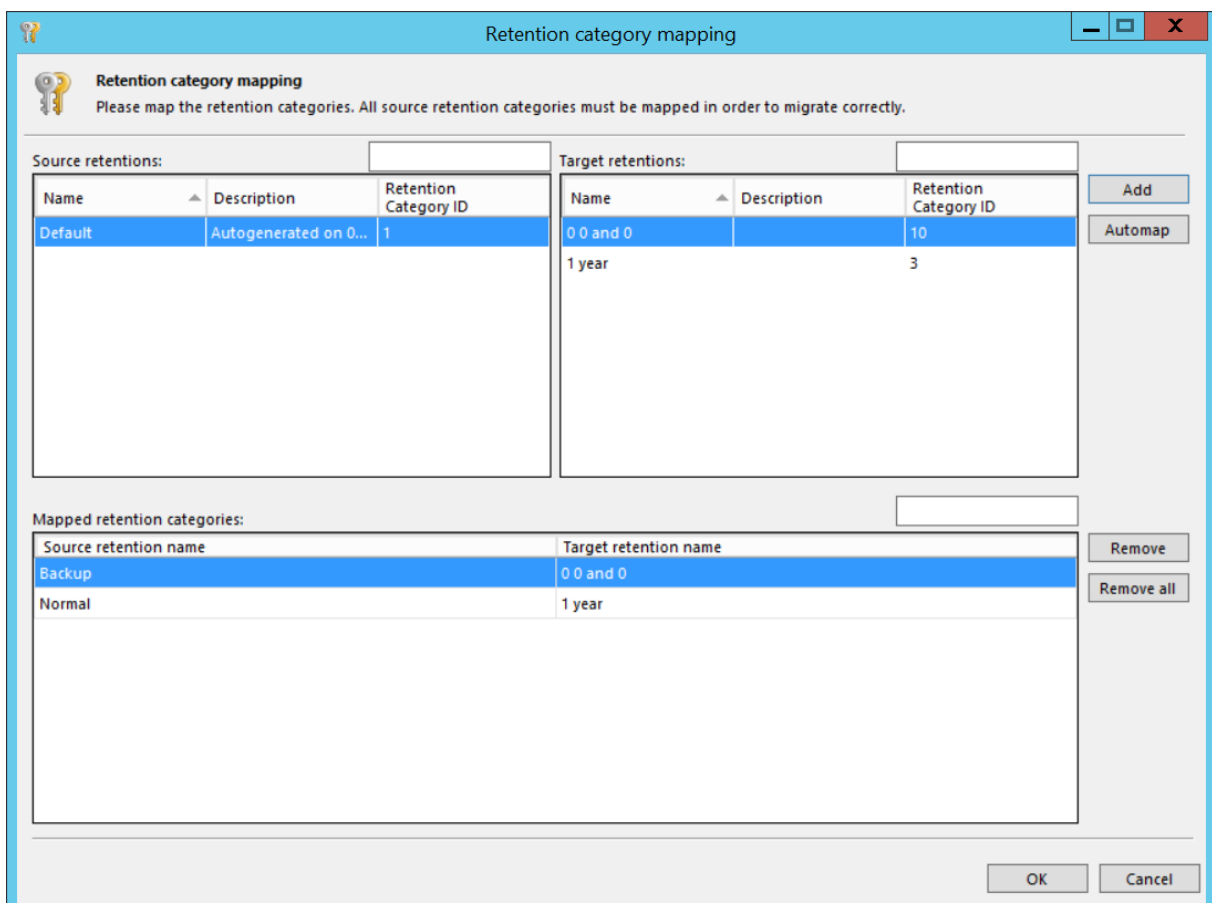 Retention category mapping
X
Retention category mapping
Please map the retention categories. All source retention categories must be mapped in order to migrate correctly.
Source retentions:
Target retentions:
Name Description Retention Category ID
Name Description Retention Category ID
Add
Default Autogenerated on 0... 1
0 0 and 0 10
Automap
1 year 3
Mapped retention categories:
Source retention name Target retention name
Remove
Backup 0 0 and 0
Remove all
Normal 1 year
OK Cancel